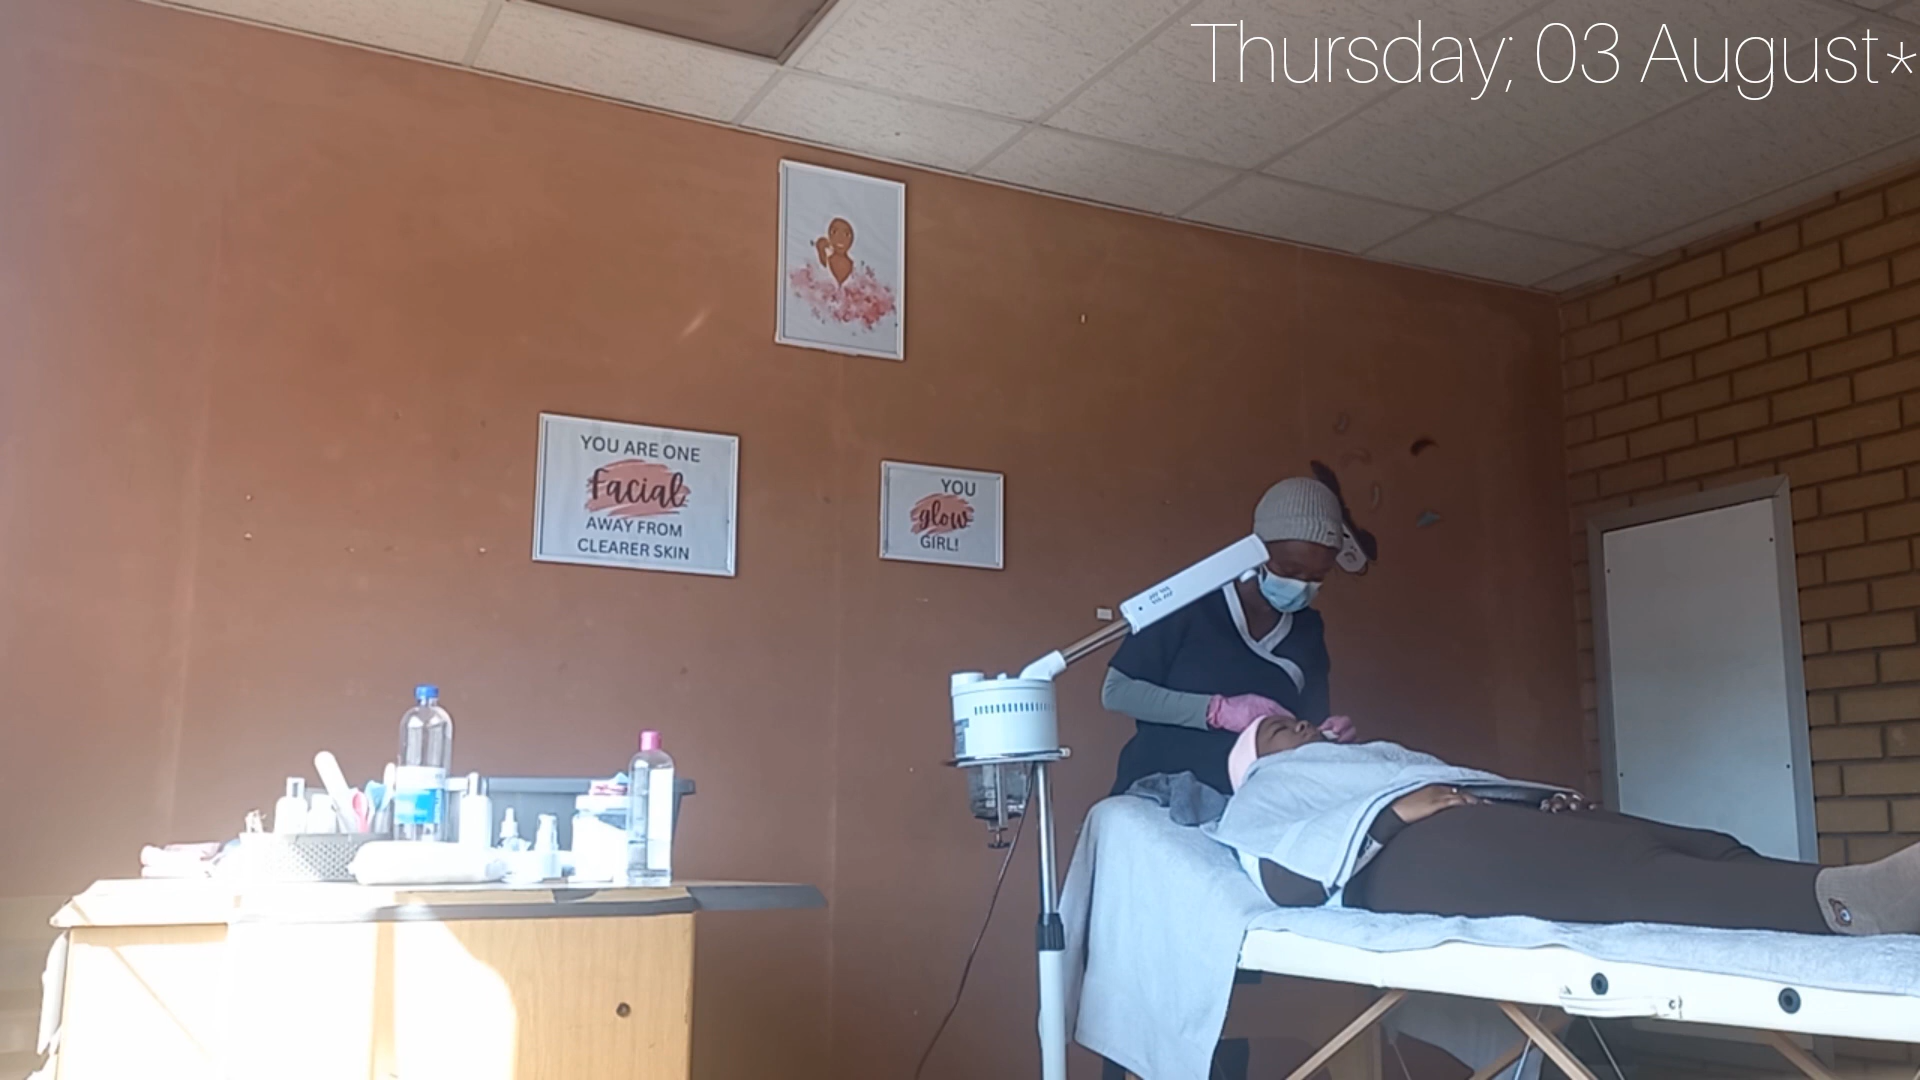 Thursday; 03 August*
YOU ARE ONE
facial
AWAY FROM
CLEARER SKIN
YOU
glow
GIRL!